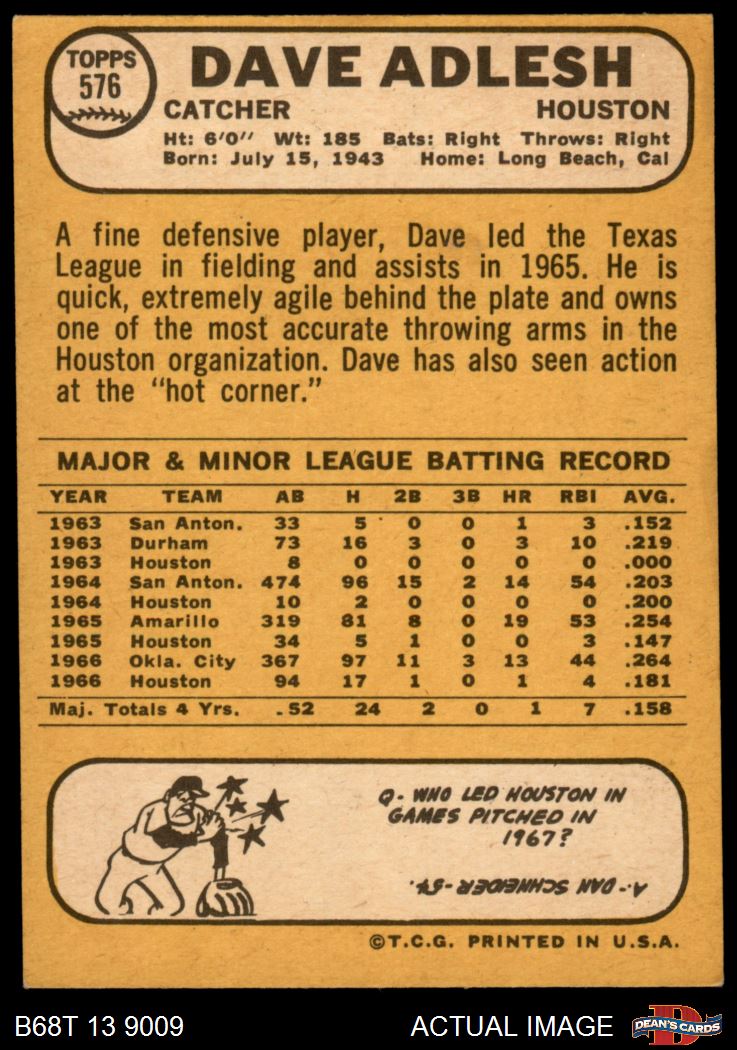 TOPPS
576
DAVE ADLESH
CATCHER HOUSTON
Ht: 6'0" Wt: 185 Bats: Right Throws: Right
Born: July 15, 1943 Home: Long Beach, Cal
A fine defensive player, Dave led the Texas
League in fielding and assists in 1965. He is
quick, extremely agile behind the plate and owns
one of the most accurate throwing arms in the
Houston organization. Dave has also seen action
at the "hot corner."
MAJOR & MINOR LEAGUE BATTING RECORD
YEAR TEAM AB H 2B 3B HR RBI AVG.
1963 San Anton. 33 5 0 0 1 3 .152
1963 Durham 73 16 3 0 3 10 .219
1963 Houston 8 0 0 0 0 0 .000
1964 San Anton. 474 96 15 2 14 54 .203
1964 Houston 10 2 0 0 0 0 .200
1965 Amarillo 319 81 8 0 19 53 .254
1965 Houston 34 5 1 0 0 3 .147
1966 Okla. City 367 97 11 3 13 44 .264
1966 Houston 94 17 1 0 1 4 .181
Maj. Totals 4 Yrs. .52 24 2 0 1 7 .158
Q- WHO LED HOUSTON IN
GAMES PITCHED IN
1967?
A- DAN SCHNEIDER-54.
©T.C.G. PRINTED IN U.S.A.
B68T 13 9009 ACTUAL IMAGE DEAN'S CARDS